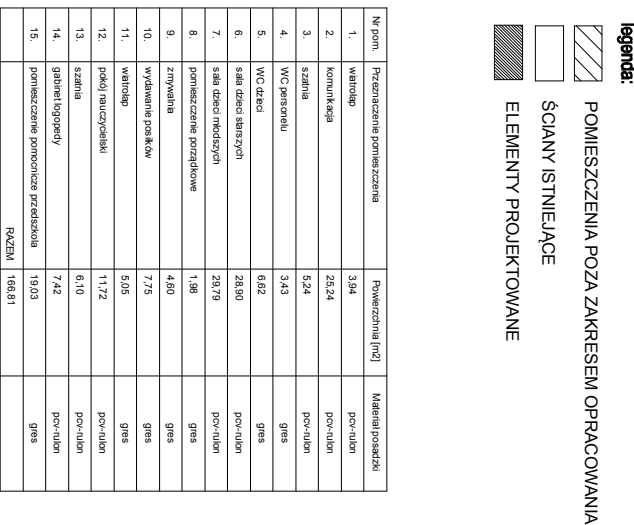 legenda:
POMIESZCZENIA POZA ZAKRESEM OPRACOWANIA
ŚCIANY ISTNIEJĄCE
ELEMENTY PROJEKTOWANE
Nr pom. Przeznaczenie pomieszczenia Powierzchnia [m2] Materiał posadzki
1. wiatrołap 3,94 pcv-rulon
2. komunikacja 25,24 pcv-rulon
3. szatnia 5,24 pcv-rulon
4. WC personelu 3,43 gres
5. WC dzieci 6,62 gres
6. sala dzieci starszych 28,90 pcv-rulon
7. sala dzieci młodszych 29,79 pcv-rulon
8. pomieszczenie porządkowe 1,98 gres
9. zmywalnia 4,60 gres
10. wydawanie posiłków 7,75 gres
11. wiatrołap 5,05 gres
12. pokój nauczycielski 11,72 pcv-rulon
13. szatnia 6,10 pcv-rulon
14. gabinet logopedy 7,42 pcv-rulon
15. pomieszczenie pomocnicze przedszkola 19,03 gres
RAZEM 166,81